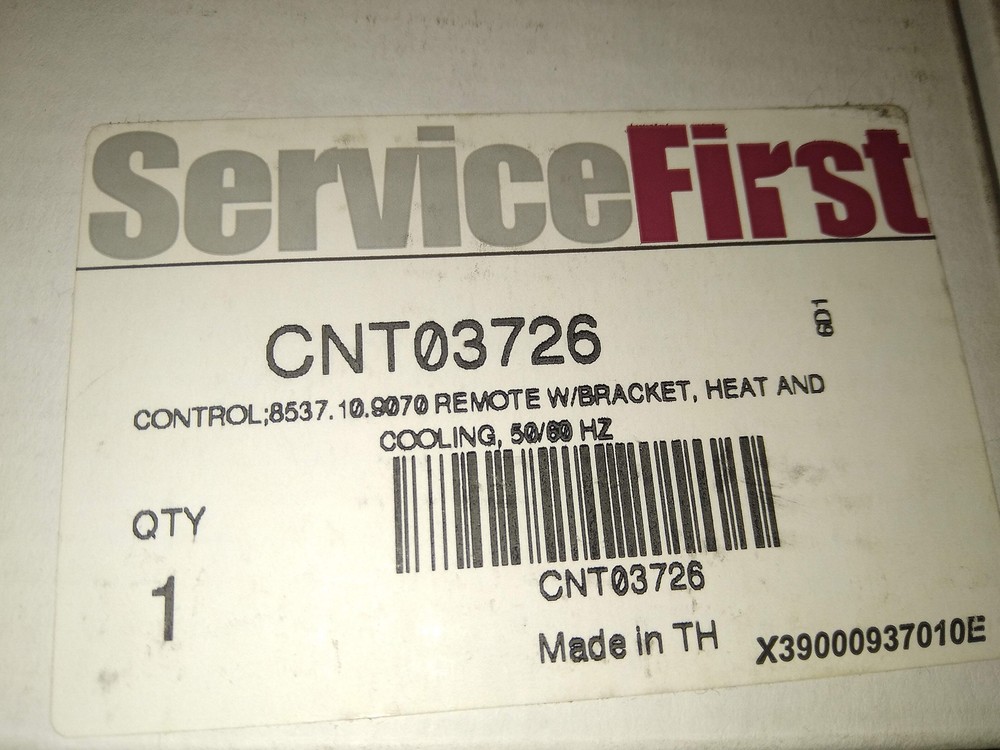 ServiceFirst
CNT03726
6D1
CONTROL;8537.10.9070 REMOTE W/BRACKET, HEAT AND
COOLING, 50/60 HZ
QTY
1
CNT03726
Made in TH
X39000937010E